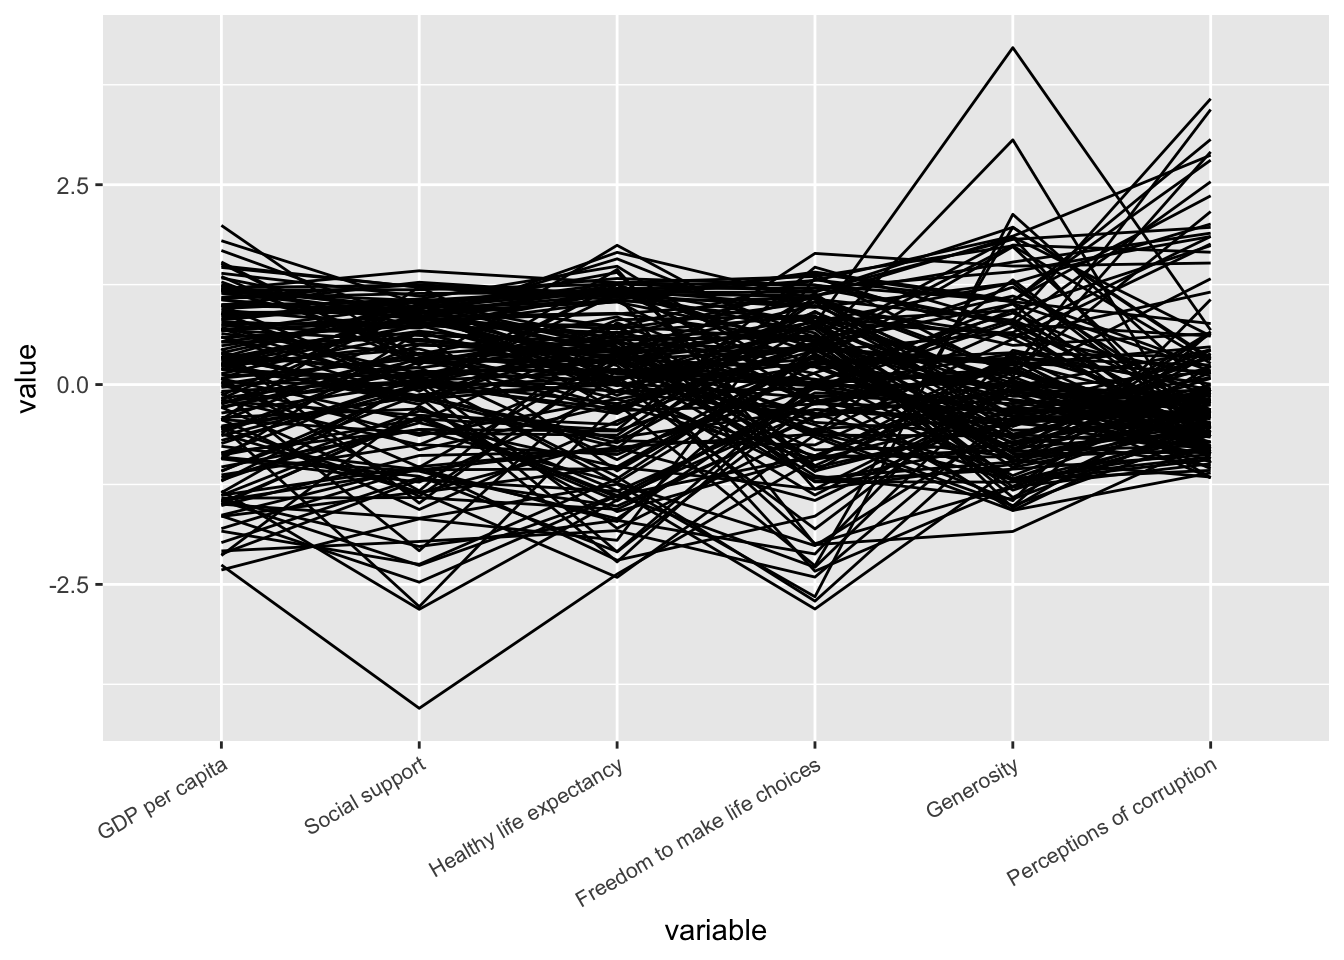 value
2.5
0.0
-2.5
GDP per capita
Social support
Healthy life expectancy
Freedom to make life choices
Generosity
Perceptions of corruption
variable